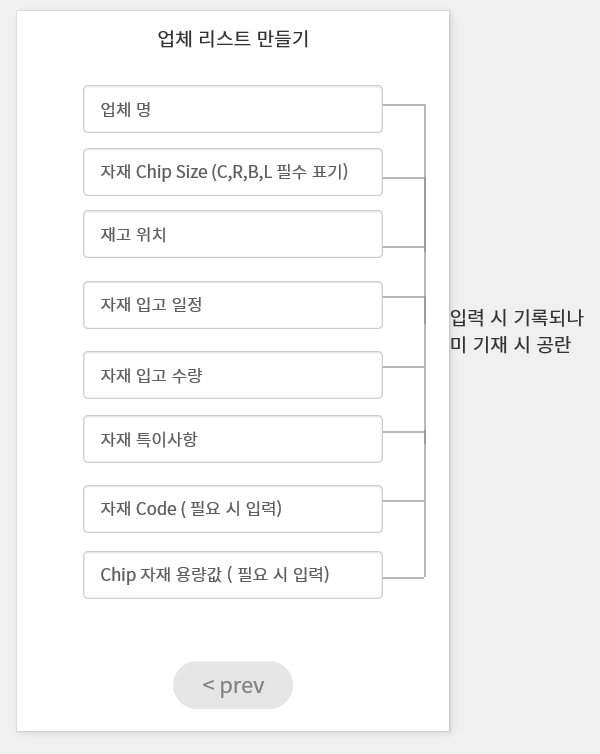 업체 리스트 만들기
업체 명
자재 Chip Size (C,R,B,L 필수 표기)
재고 위치
자재 입고 일정
입력 시 기록되나
미 기재 시 공란
자재 입고 수량
자재 특이사항
자재 Code ( 필요 시 입력)
Chip 자재 용량값 ( 필요 시 입력)
< prev